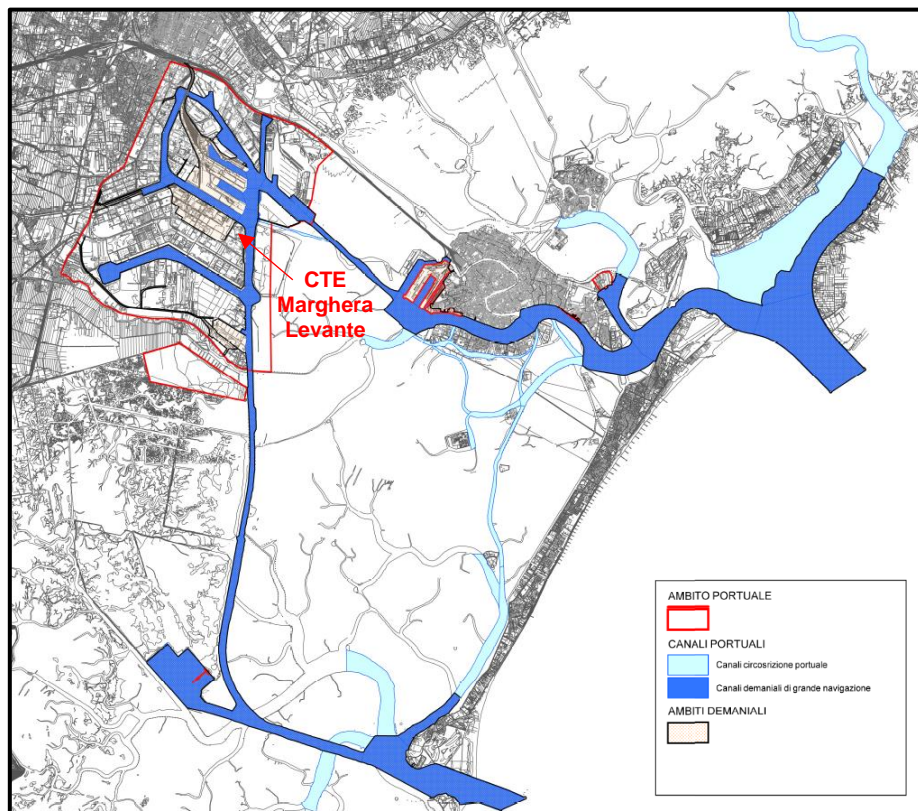 CTE
Marghera
Levante
AMBITO PORTUALE
CANALI PORTUALI
Canali circosrizione portuale
Canali demaniali di grande navigazione
AMBITI DEMANIALI